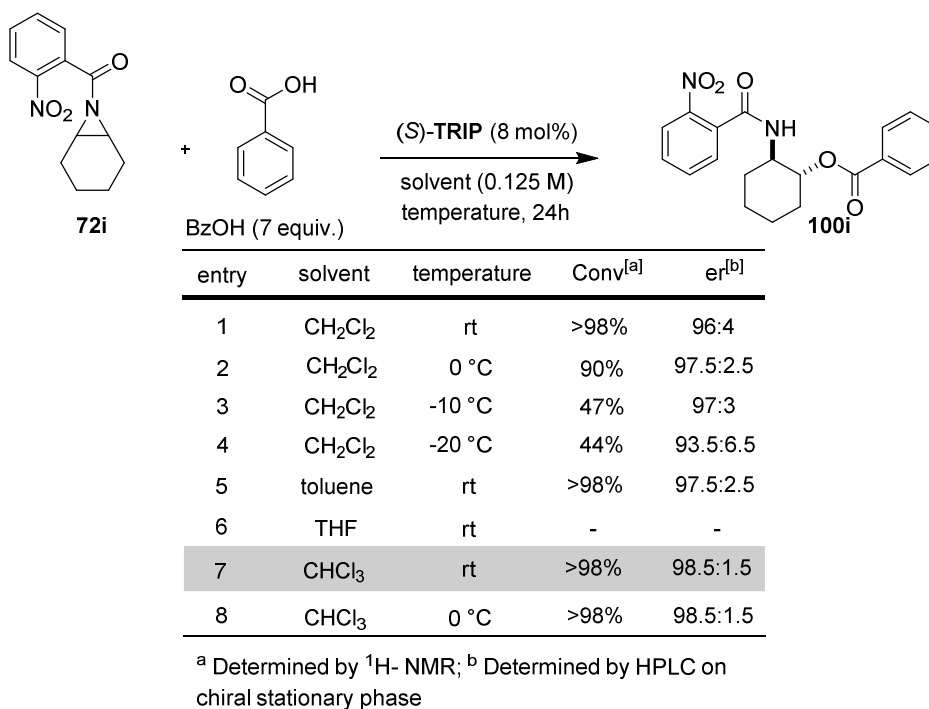 O
NO₂
N
72i
+
O
OH
BzOH (7 equiv.)
(S)-TRIP (8 mol%)
solvent (0.125 M)
temperature, 24h
NO₂
O
NH
O
O
100i
entry solvent temperature Conv[a] er[b]
1 CH₂Cl₂ rt >98% 96:4
2 CH₂Cl₂ 0 °C 90% 97.5:2.5
3 CH₂Cl₂ -10 °C 47% 97:3
4 CH₂Cl₂ -20 °C 44% 93.5:6.5
5 toluene rt >98% 97.5:2.5
6 THF rt - -
7 CHCl₃ rt >98% 98.5:1.5
8 CHCl₃ 0 °C >98% 98.5:1.5
a Determined by ¹H- NMR; b Determined by HPLC on
chiral stationary phase